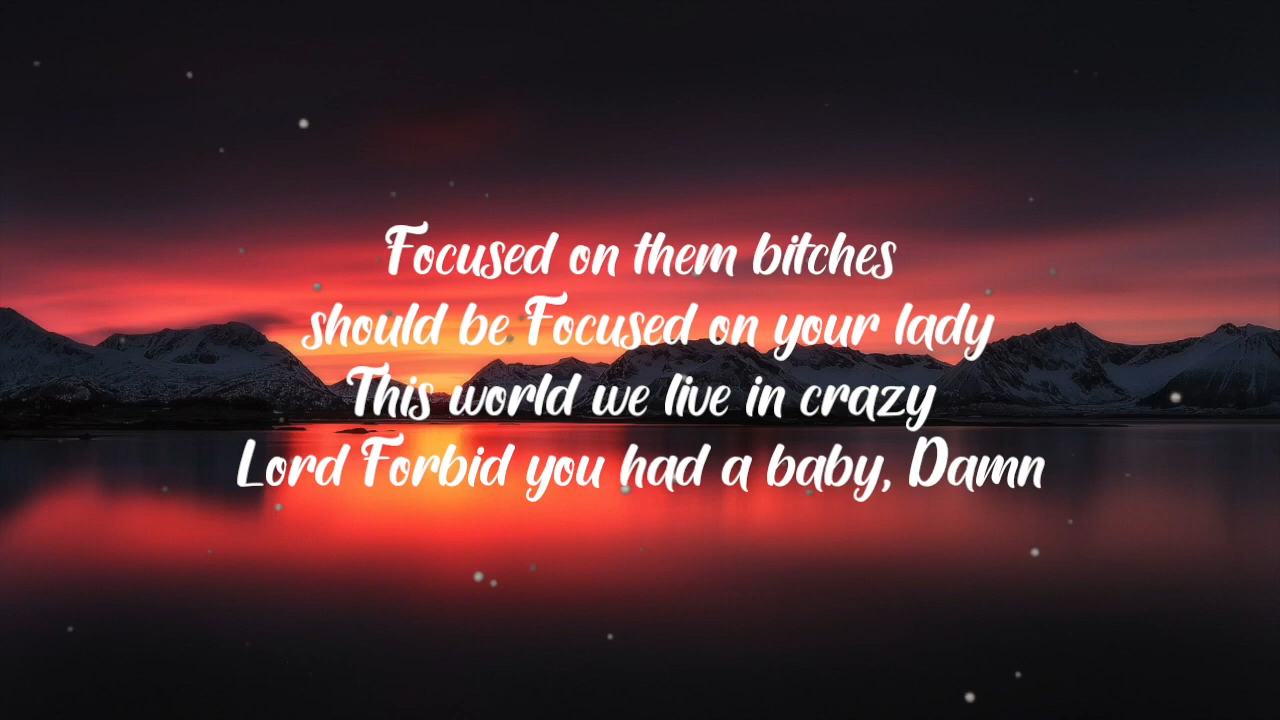 Focused on them bitches
should be Focused on your lady
This world we live in crazy
Lord Forbid you had a baby, Damn